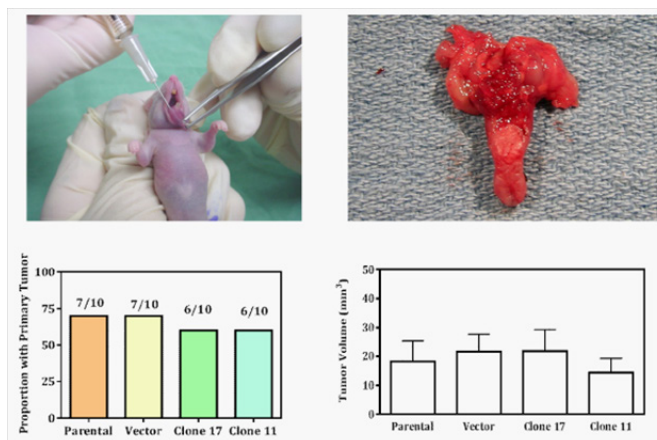 Proportion with Primary Tumor
100
75
50
25
0
7/10 7/10 6/10 6/10
Parental Vector Clone 17 Clone 11
Tumor Volume (mm³)
50
40
30
20
10
0
Parental Vector Clone 17 Clone 11